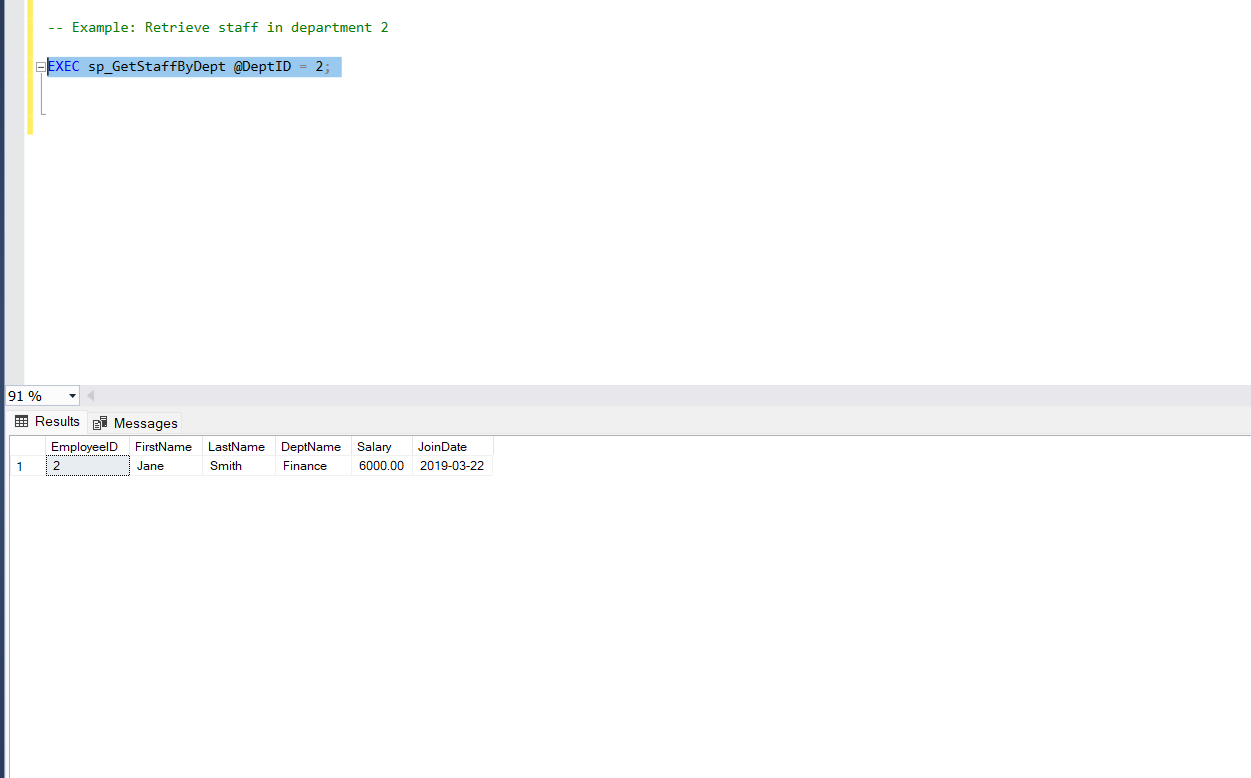 -- Example: Retrieve staff in department 2
EXEC sp_GetStaffByDept @DeptID = 2;
91 %
Results Messages
EmployeeID FirstName LastName DeptName Salary JoinDate
1 2 Jane Smith Finance 6000.00 2019-03-22